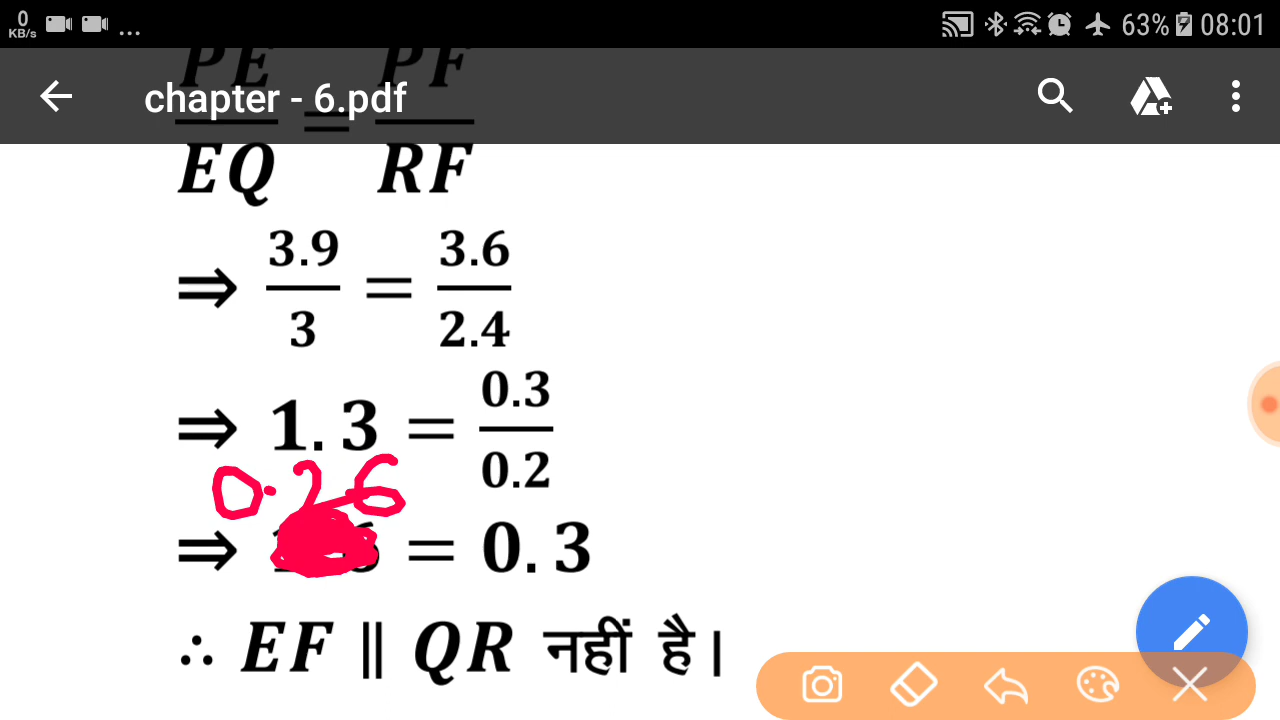 0 KB/s ... 63% 08:01
PE PF
chapter - 6.pdf
=
EQ RF
⇒ 3.9/3 = 3.6/2.4
⇒ 1.3 = 0.3/0.2
0.26
⇒ = 0.3
∴ EF ∥ QR नहीं है।